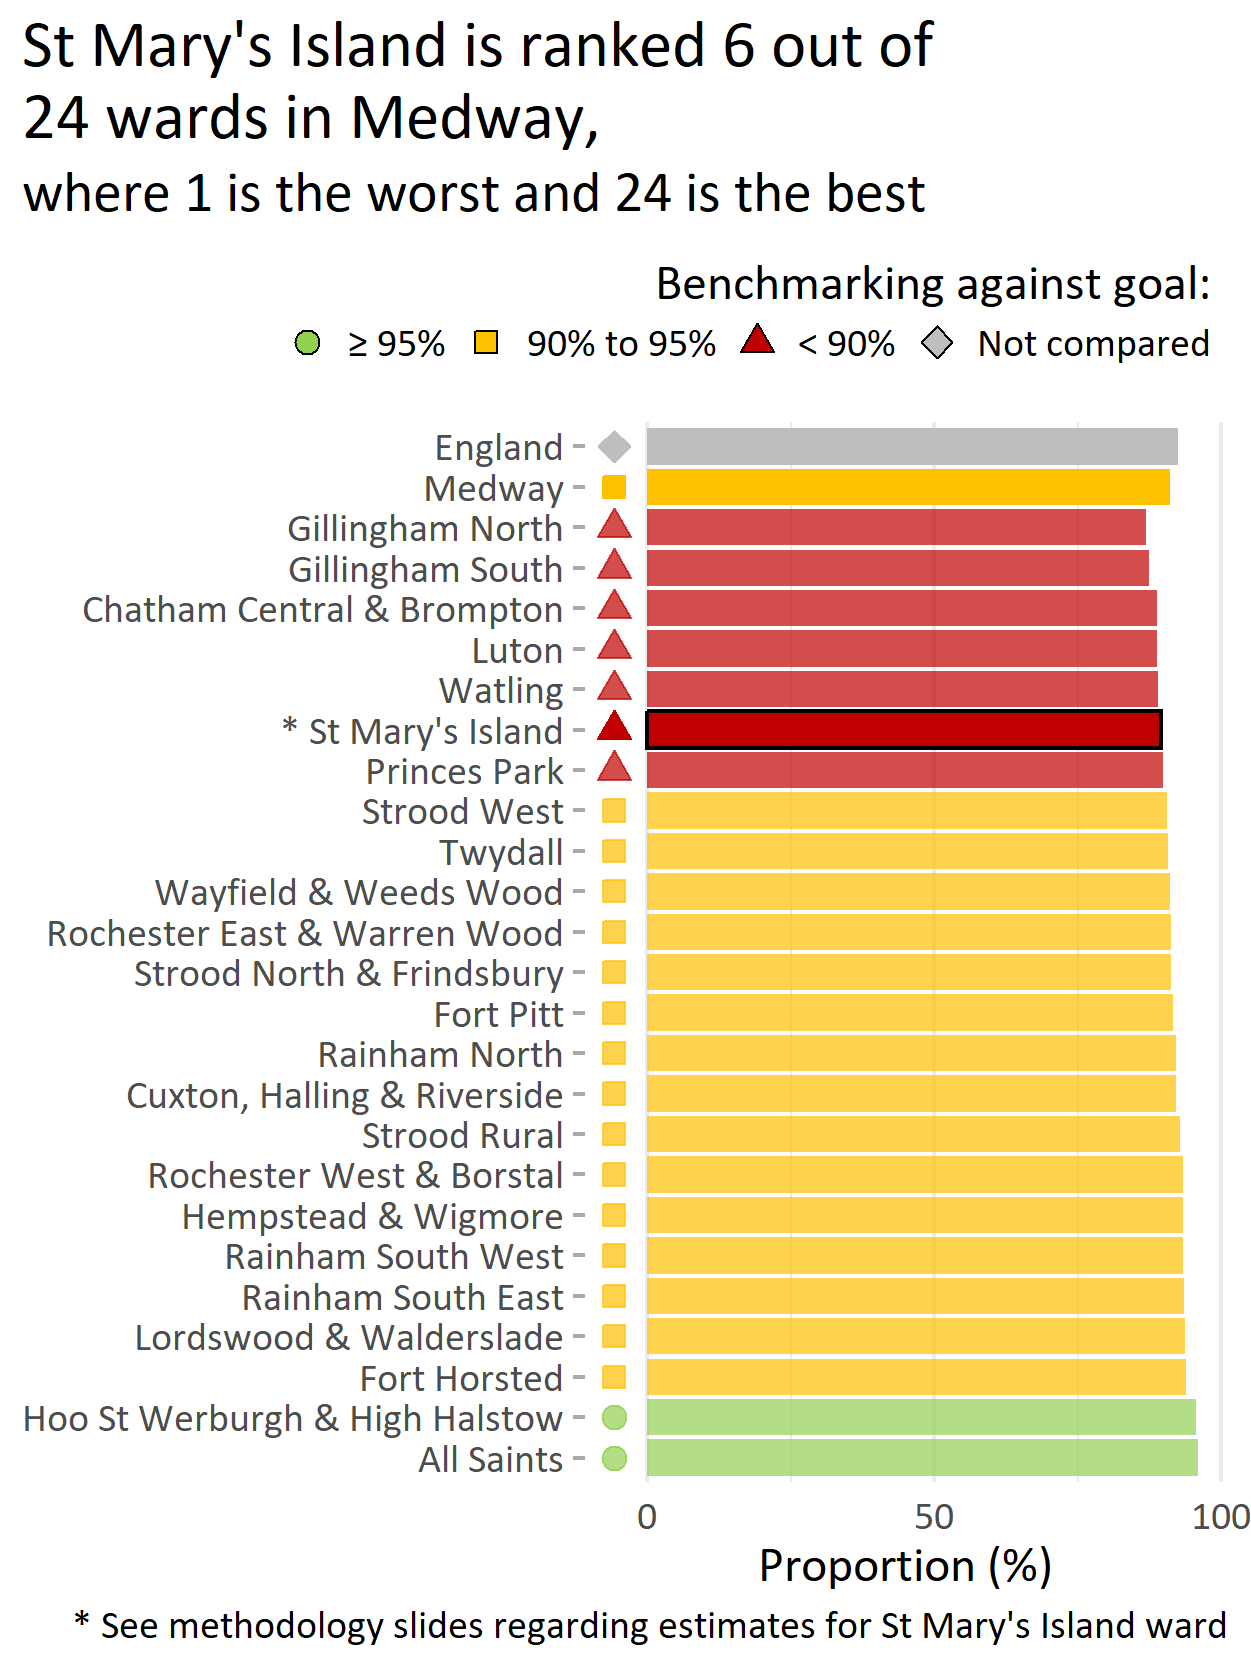 St Mary's Island is ranked 6 out of
24 wards in Medway,
where 1 is the worst and 24 is the best
Benchmarking against goal:
≥ 95% 90% to 95% < 90% Not compared
England
Medway
Gillingham North
Gillingham South
Chatham Central & Brompton
Luton
Watling
* St Mary's Island
Princes Park
Strood West
Twydall
Wayfield & Weeds Wood
Rochester East & Warren Wood
Strood North & Frindsbury
Fort Pitt
Rainham North
Cuxton, Halling & Riverside
Strood Rural
Rochester West & Borstal
Hempstead & Wigmore
Rainham South West
Rainham South East
Lordswood & Walderslade
Fort Horsted
Hoo St Werburgh & High Halstow
All Saints
0 50 100
Proportion (%)
* See methodology slides regarding estimates for St Mary's Island ward